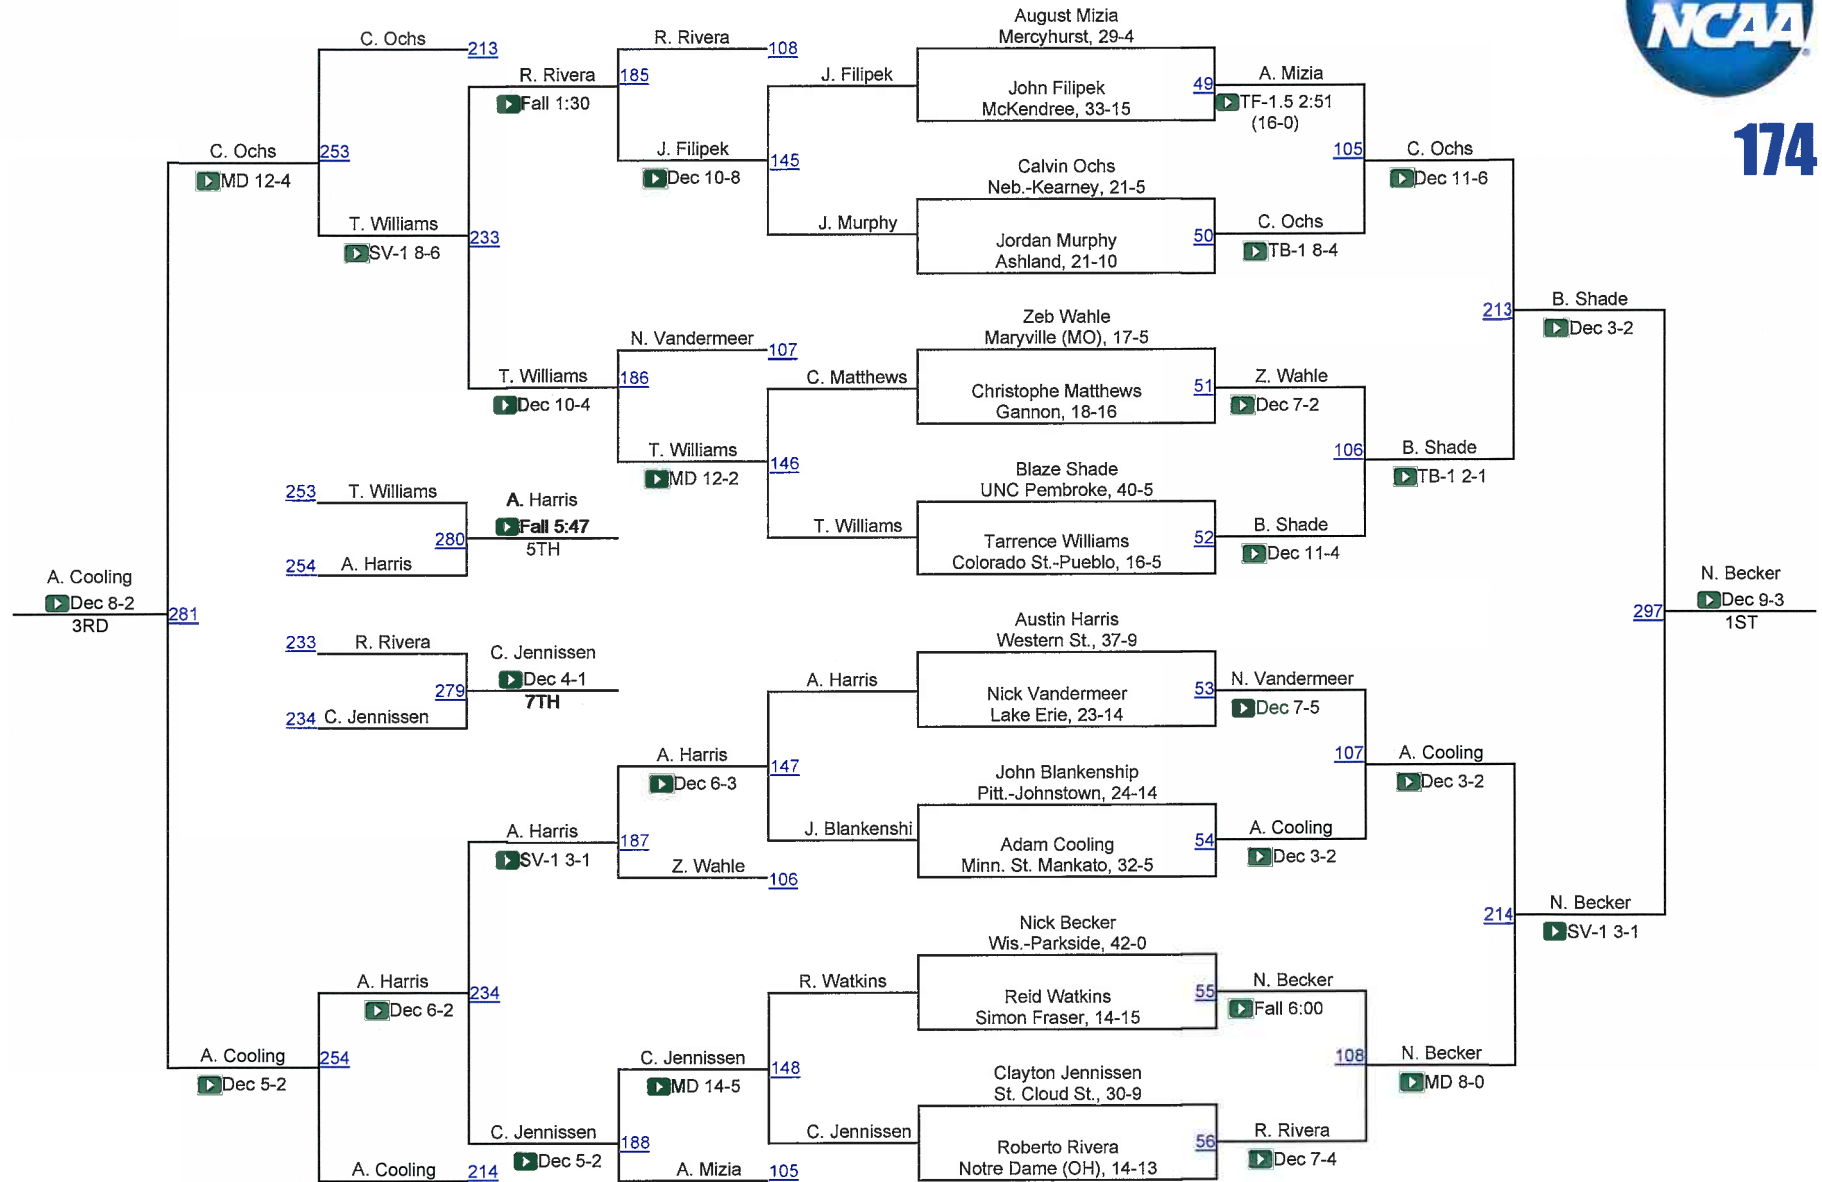 NCAA
174
C. Ochs
213
C. Ochs
MD 12-4
253
T. Williams
SV-1 8-6
233
R. Rivera
Fall 1:30
185
R. Rivera
108
J. Filipek
Dec 10-8
145
J. Filipek
J. Murphy
T. Williams
Dec 10-4
186
N. Vandermeer
107
T. Williams
MD 12-2
146
C. Matthews
T. Williams
August Mizia
Mercyhurst, 29-4
John Filipek
McKendree, 33-15
49
A. Mizia
TF-1.5 2:51
(16-0)
Calvin Ochs
Neb.-Kearney, 21-5
Jordan Murphy
Ashland, 21-10
50
C. Ochs
TB-1 8-4
105
C. Ochs
Dec 11-6
Zeb Wahle
Maryville (MO), 17-5
Christophe Matthews
Gannon, 18-16
51
Z. Wahle
Dec 7-2
Blaze Shade
UNC Pembroke, 40-5
Tarrence Williams
Colorado St.-Pueblo, 16-5
52
B. Shade
Dec 11-4
106
B. Shade
TB-1 2-1
213
B. Shade
Dec 3-2
253
T. Williams
254
A. Harris
280
A. Harris
Fall 5:47
5TH
A. Cooling
Dec 8-2
3RD
281
233
R. Rivera
234
C. Jennissen
279
C. Jennissen
Dec 4-1
7TH
N. Becker
Dec 9-3
1ST
297
Austin Harris
Western St., 37-9
Nick Vandermeer
Lake Erie, 23-14
53
N. Vandermeer
Dec 7-5
John Blankenship
Pitt.-Johnstown, 24-14
Adam Cooling
Minn. St. Mankato, 32-5
54
A. Cooling
Dec 3-2
107
A. Cooling
Dec 3-2
A. Harris
J. Blankenshi
147
A. Harris
Dec 6-3
Z. Wahle
106
187
A. Harris
SV-1 3-1
Nick Becker
Wis.-Parkside, 42-0
Reid Watkins
Simon Fraser, 14-15
55
N. Becker
Fall 6:00
Clayton Jennissen
St. Cloud St., 30-9
Roberto Rivera
Notre Dame (OH), 14-13
56
R. Rivera
Dec 7-4
108
N. Becker
MD 8-0
214
N. Becker
SV-1 3-1
R. Watkins
C. Jennissen
148
C. Jennissen
MD 14-5
A. Mizia
105
188
C. Jennissen
Dec 5-2
234
A. Harris
Dec 6-2
A. Cooling
214
254
A. Cooling
Dec 5-2